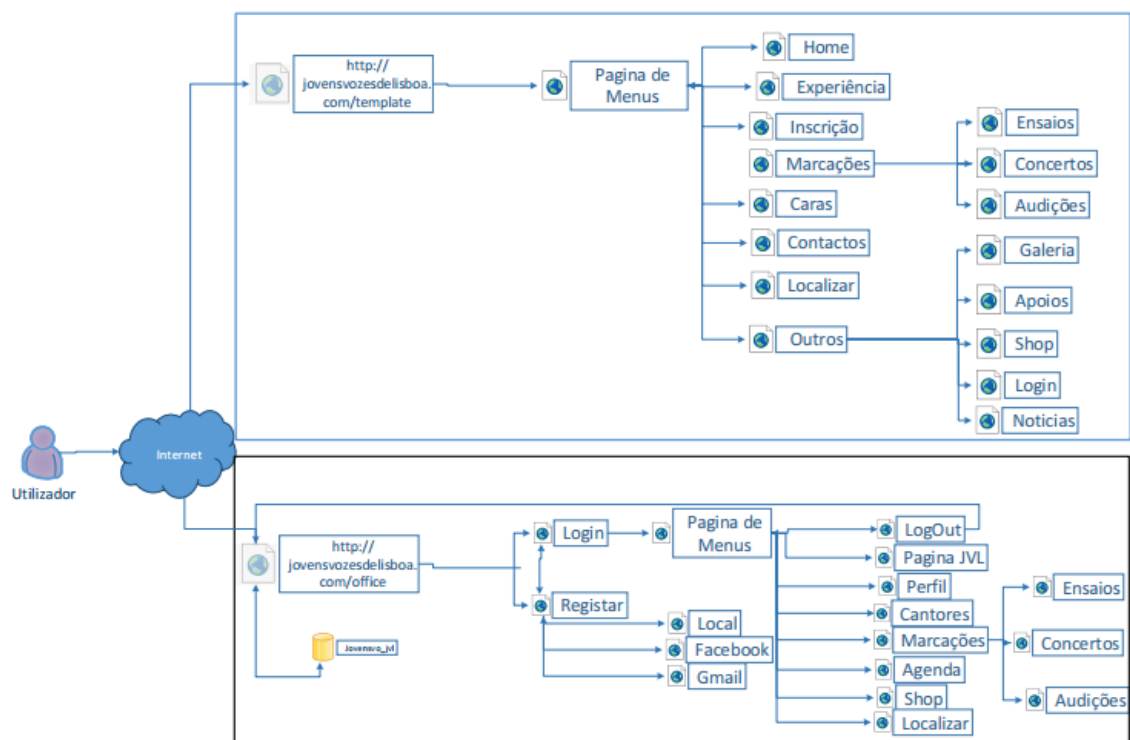 http://
jovensvozesdelisboa.
com/template
Pagina de
Menus
Home
Experiência
Inscrição
Marcações
Caras
Contactos
Localizar
Outros
Ensaios
Concertos
Audições
Galeria
Apoios
Shop
Login
Noticias
Utilizador
Internet
http://
jovensvozesdelisboa.
com/office
Jovensvo_jvl
Login
Registar
Local
Facebook
Gmail
Pagina de
Menus
LogOut
Pagina JVL
Perfil
Cantores
Marcações
Agenda
Shop
Localizar
Ensaios
Concertos
Audições